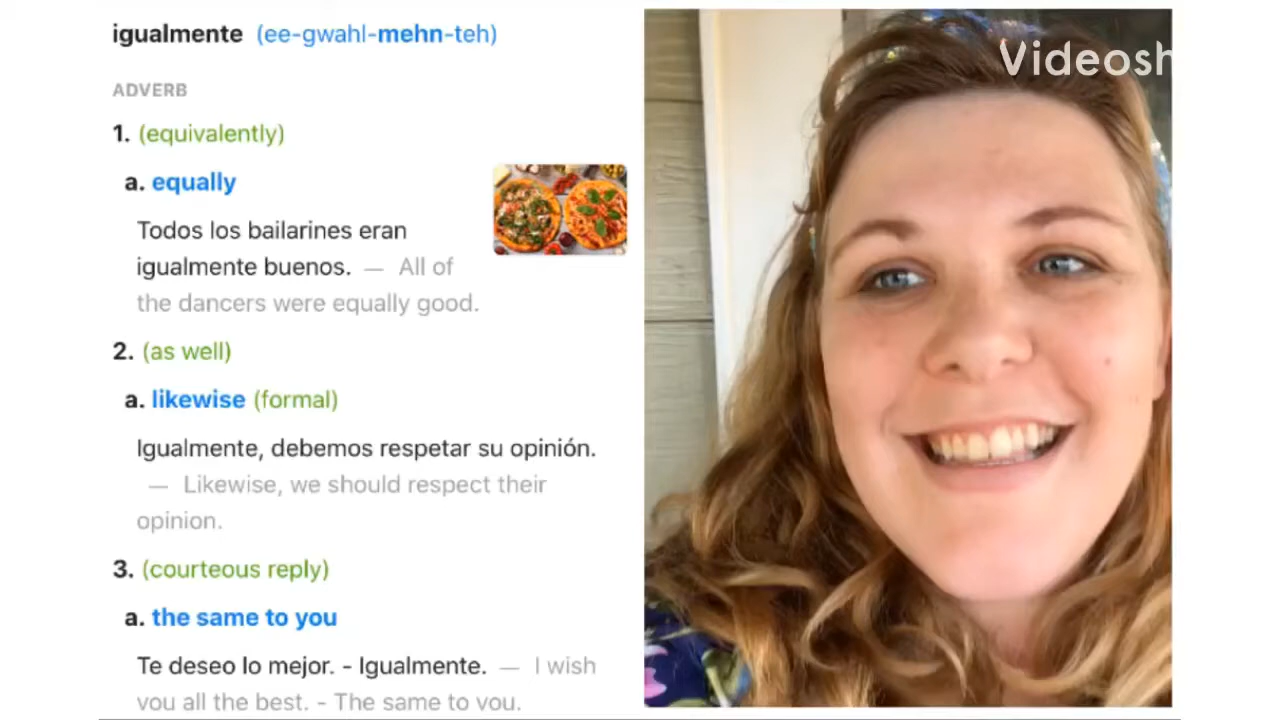 igualmente (ee-gwahl-mehn-teh)
ADVERB
1. (equivalently)
a. equally
Todos los bailarines eran
igualmente buenos. — All of
the dancers were equally good.
2. (as well)
a. likewise (formal)
Igualmente, debemos respetar su opinión.
— Likewise, we should respect their
opinion.
3. (courteous reply)
a. the same to you
Te deseo lo mejor. - Igualmente. — I wish
you all the best. - The same to you.
Videosh